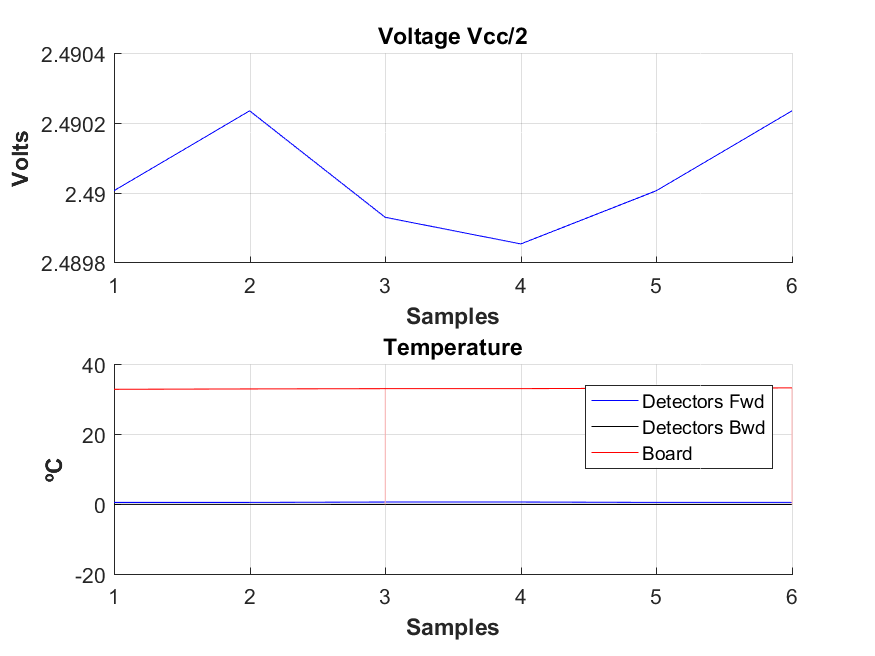 Voltage Vcc/2
2.4904
2.4902
2.49
2.4898
Volts
1 2 3 4 5 6
Samples
Temperature
40
20
0
-20
ºC
Detectors Fwd
Detectors Bwd
Board
1 2 3 4 5 6
Samples